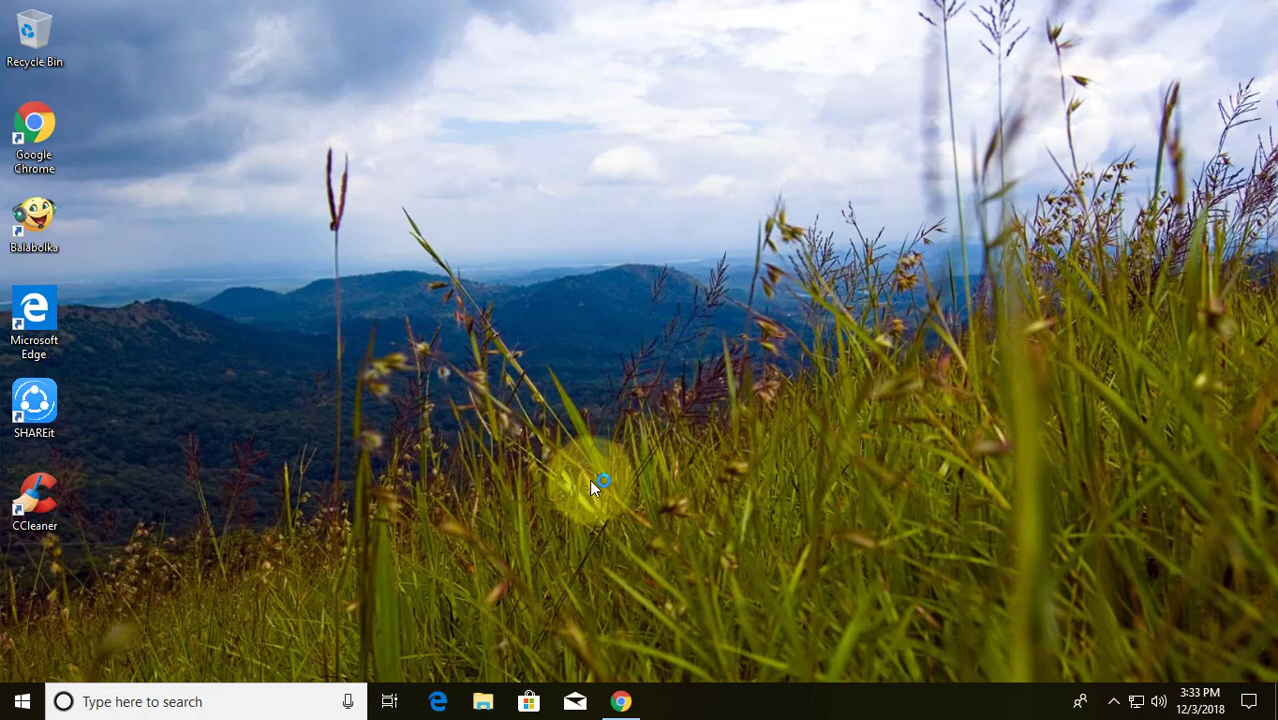 Recycle Bin
Google
Chrome
Balabolka
Microsoft
Edge
SHAREit
CCleaner
Type here to search
3:33 PM
12/3/2018